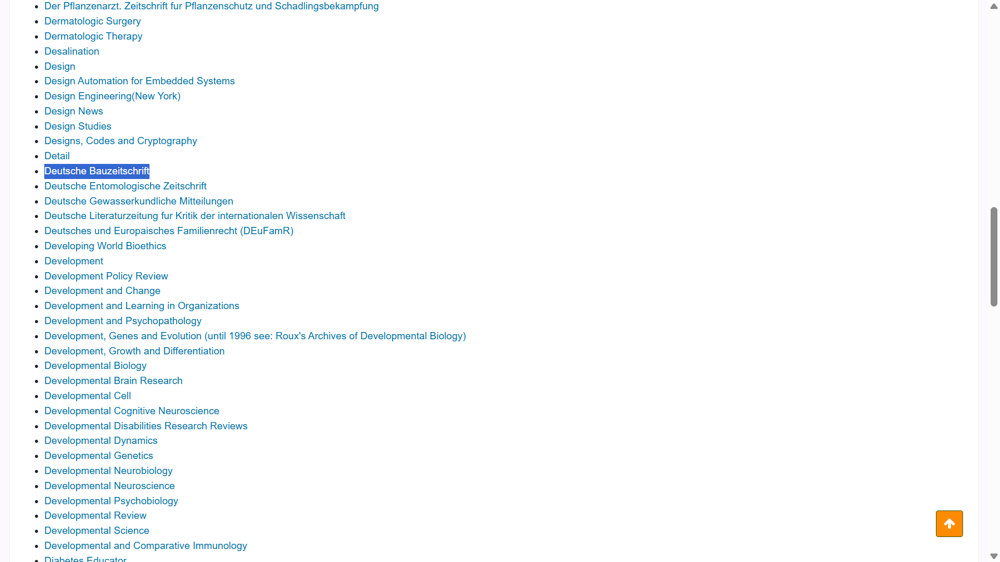 Der Pflanzenarzt. Zeitschrift fur Pflanzenschutz und Schadlingsbekampfung
Dermatologic Surgery
Dermatologic Therapy
Desalination
Design
Design Automation for Embedded Systems
Design Engineering(New York)
Design News
Design Studies
Designs, Codes and Cryptography
Detail
Deutsche Bauzeitschrift
Deutsche Entomologische Zeitschrift
Deutsche Gewasserkundliche Mitteilungen
Deutsche Literaturzeitung fur Kritik der internationalen Wissenschaft
Deutsches und Europaisches Familienrecht (DEuFamR)
Developing World Bioethics
Development
Development Policy Review
Development and Change
Development and Learning in Organizations
Development and Psychopathology
Development, Genes and Evolution (until 1996 see: Roux's Archives of Developmental Biology)
Development, Growth and Differentiation
Developmental Biology
Developmental Brain Research
Developmental Cell
Developmental Cognitive Neuroscience
Developmental Disabilities Research Reviews
Developmental Dynamics
Developmental Genetics
Developmental Neurobiology
Developmental Neuroscience
Developmental Psychobiology
Developmental Review
Developmental Science
Developmental and Comparative Immunology
Diabetes Educator